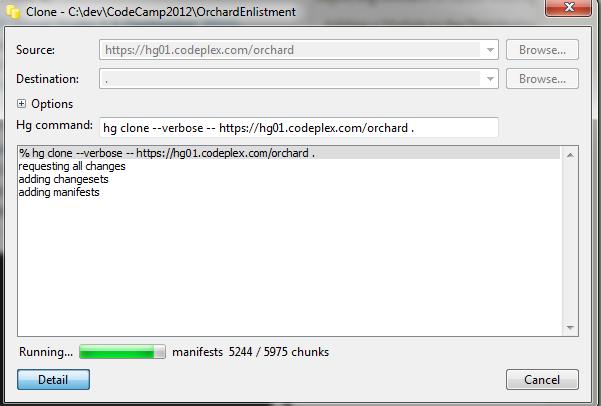 Clone - C:\dev\CodeCamp2012\OrchardEnlistment
Source: https://hg01.codeplex.com/orchard Browse...
Destination: . Browse...
Options
Hg command: hg clone --verbose -- https://hg01.codeplex.com/orchard .
% hg clone --verbose -- https://hg01.codeplex.com/orchard .
requesting all changes
adding changesets
adding manifests
Running... manifests 5244 / 5975 chunks
Detail Cancel